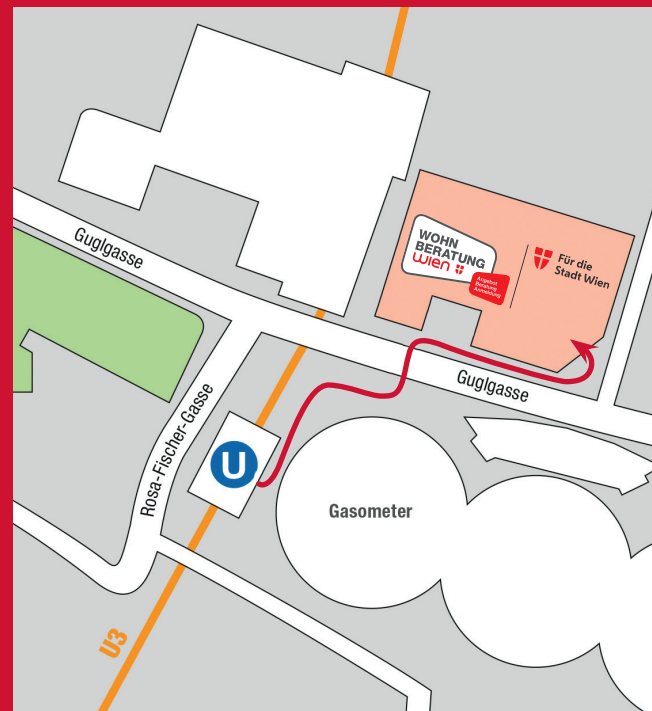 Guglgasse
WOHN
BERATUNG
wien
Angebot
Beratung
Anmeldung
Für die
Stadt Wien
Guglgasse
Rosa-Fischer-Gasse
U
Gasometer
U3